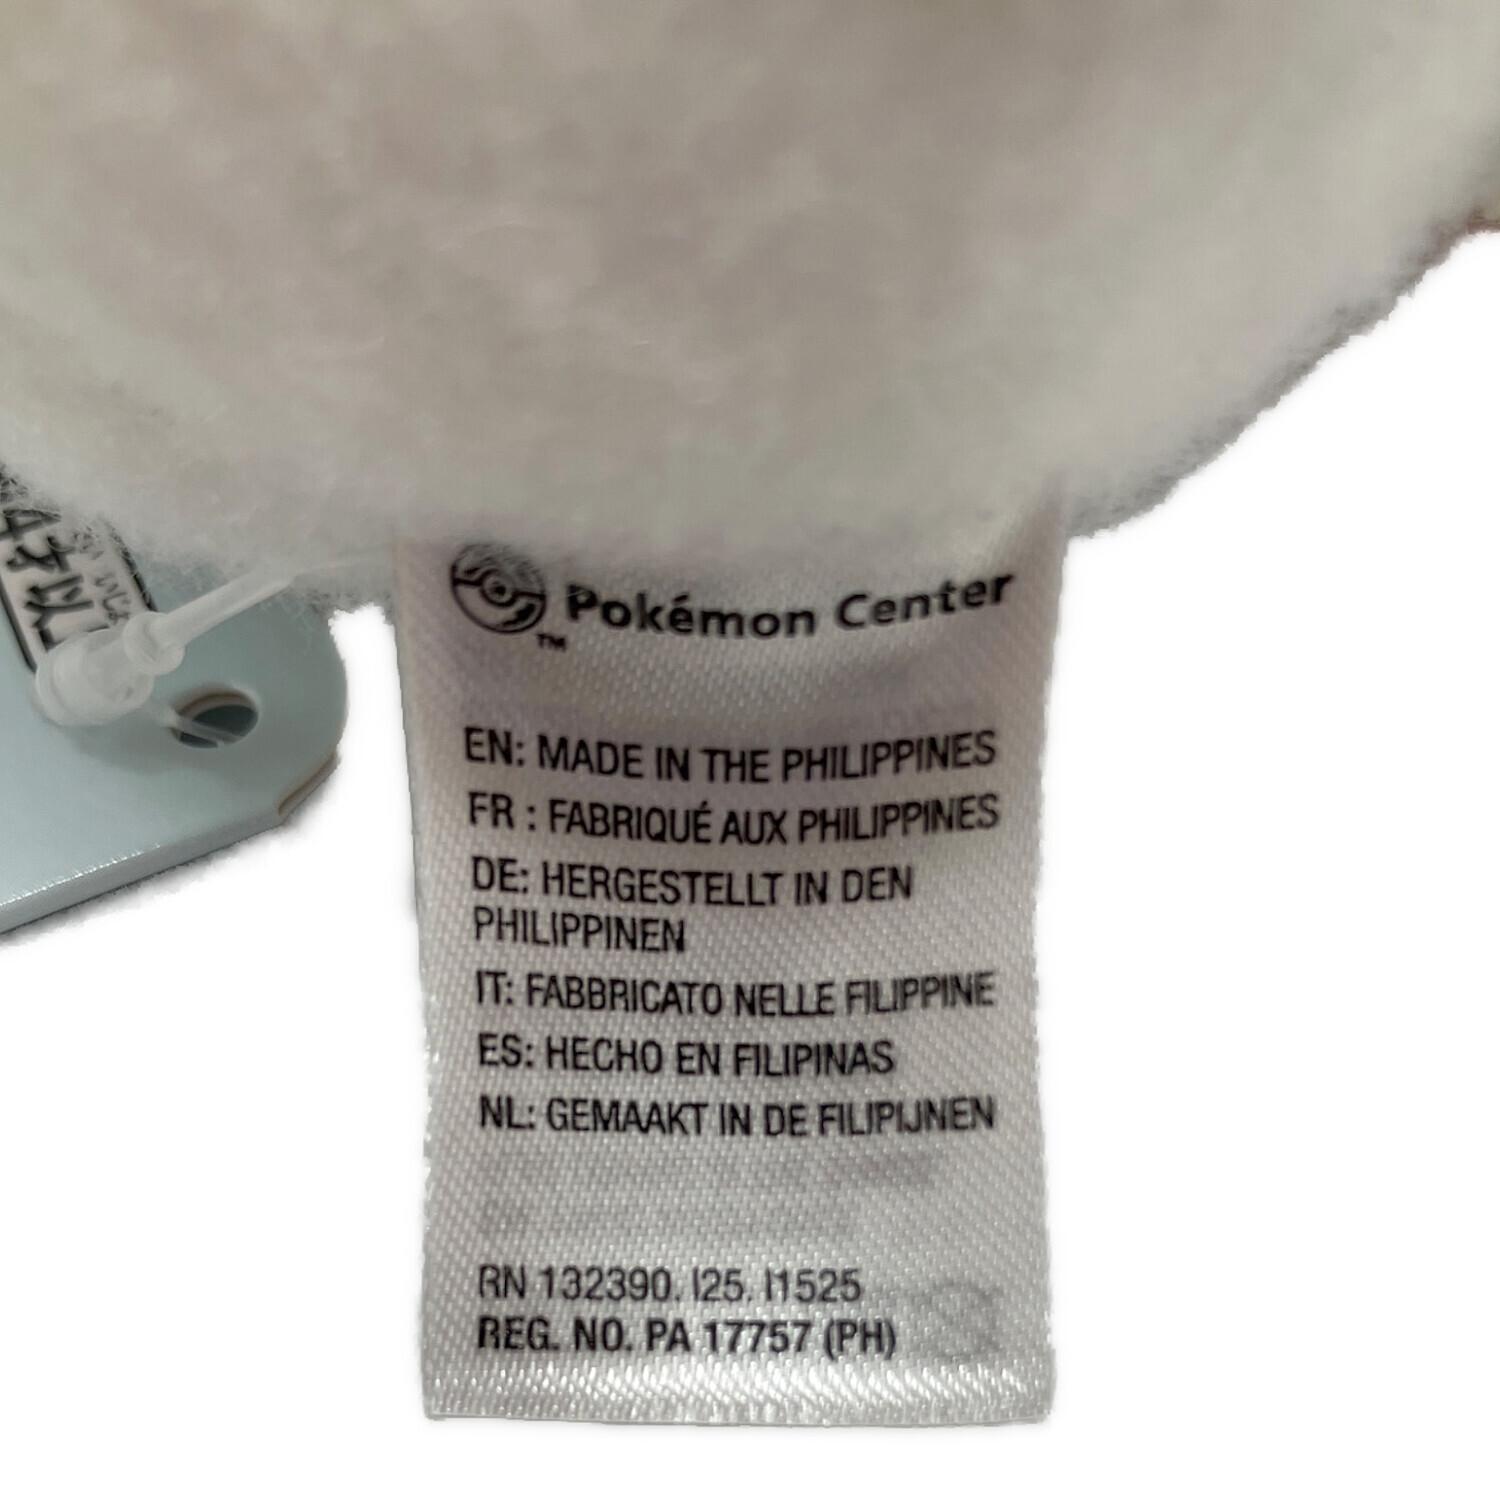 Pokémon Center
TM
EN: MADE IN THE PHILIPPINES
FR : FABRIQUÉ AUX PHILIPPINES
DE: HERGESTELLT IN DEN
PHILIPPINEN
IT: FABBRICATO NELLE FILIPPINE
ES: HECHO EN FILIPINAS
NL: GEMAAKT IN DE FILIPIJNEN
RN 132390. I25. I1525
REG. NO. PA 17757 (PH)